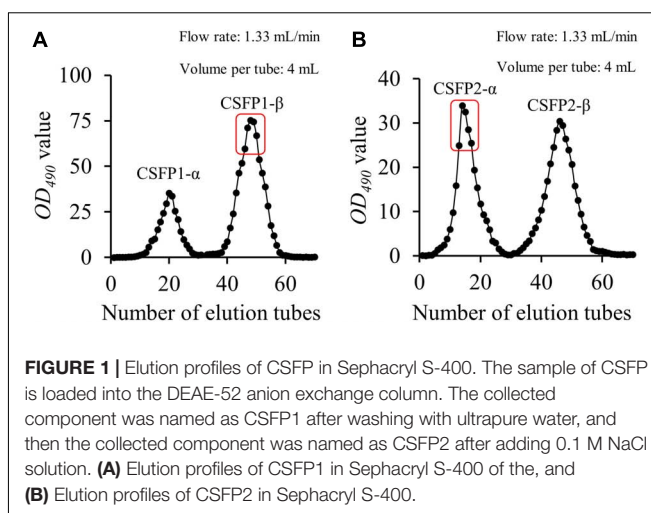 A
Flow rate: 1.33 mL/min
Volume per tube: 4 mL
100
75
50
25
0
OD490 value
CSFP1-α
CSFP1-β
0
20
40
60
Number of elution tubes
B
Flow rate: 1.33 mL/min
Volume per tube: 4 mL
40
30
20
10
0
OD490 value
CSFP2-α
CSFP2-β
0
20
40
60
Number of elution tubes
FIGURE 1 | Elution profiles of CSFP in Sephacryl S-400. The sample of CSFP
is loaded into the DEAE-52 anion exchange column. The collected
component was named as CSFP1 after washing with ultrapure water, and
then the collected component was named as CSFP2 after adding 0.1 M NaCl
solution. (A) Elution profiles of CSFP1 in Sephacryl S-400 of the, and
(B) Elution profiles of CSFP2 in Sephacryl S-400.